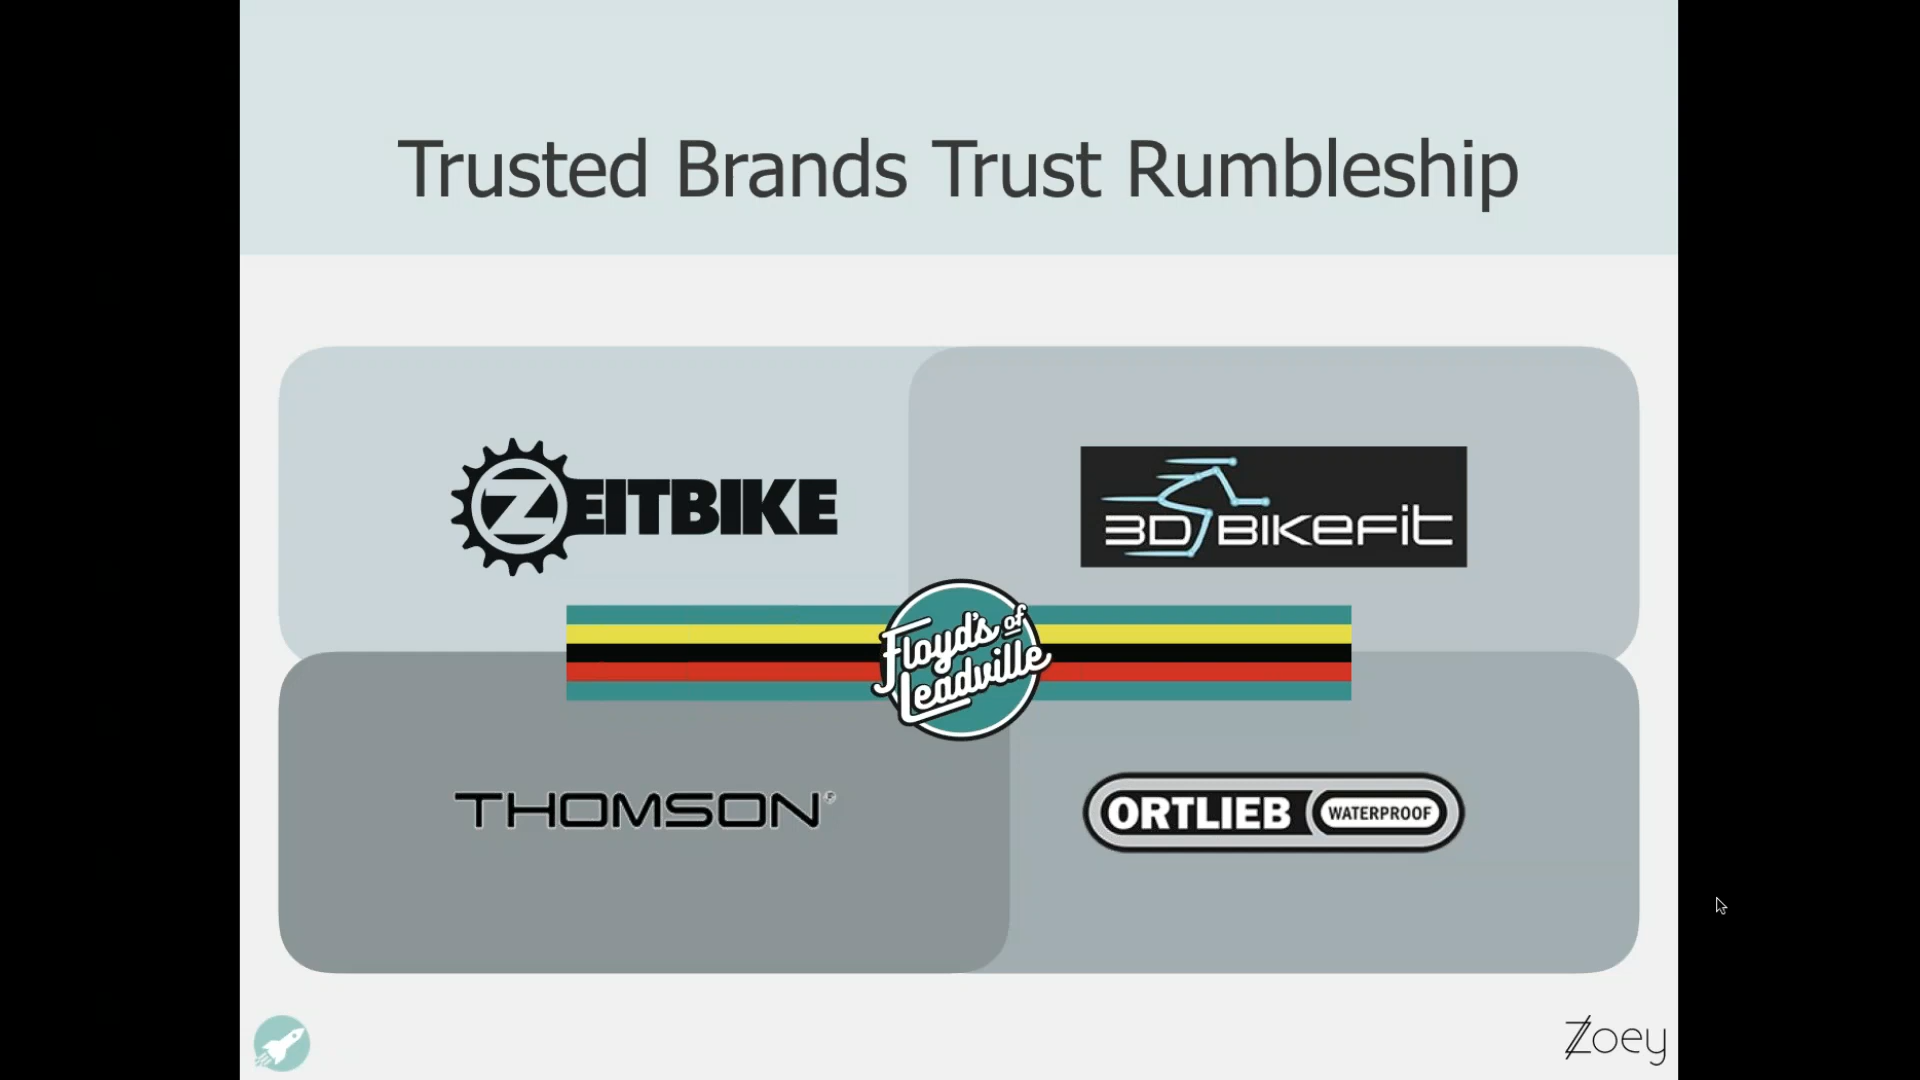 Trusted Brands Trust Rumbleship
ZEITBIKE
3D BIKEFIT
Floyd's of
Leadville
THOMSON®
ORTLIEB WATERPROOF
Zoey